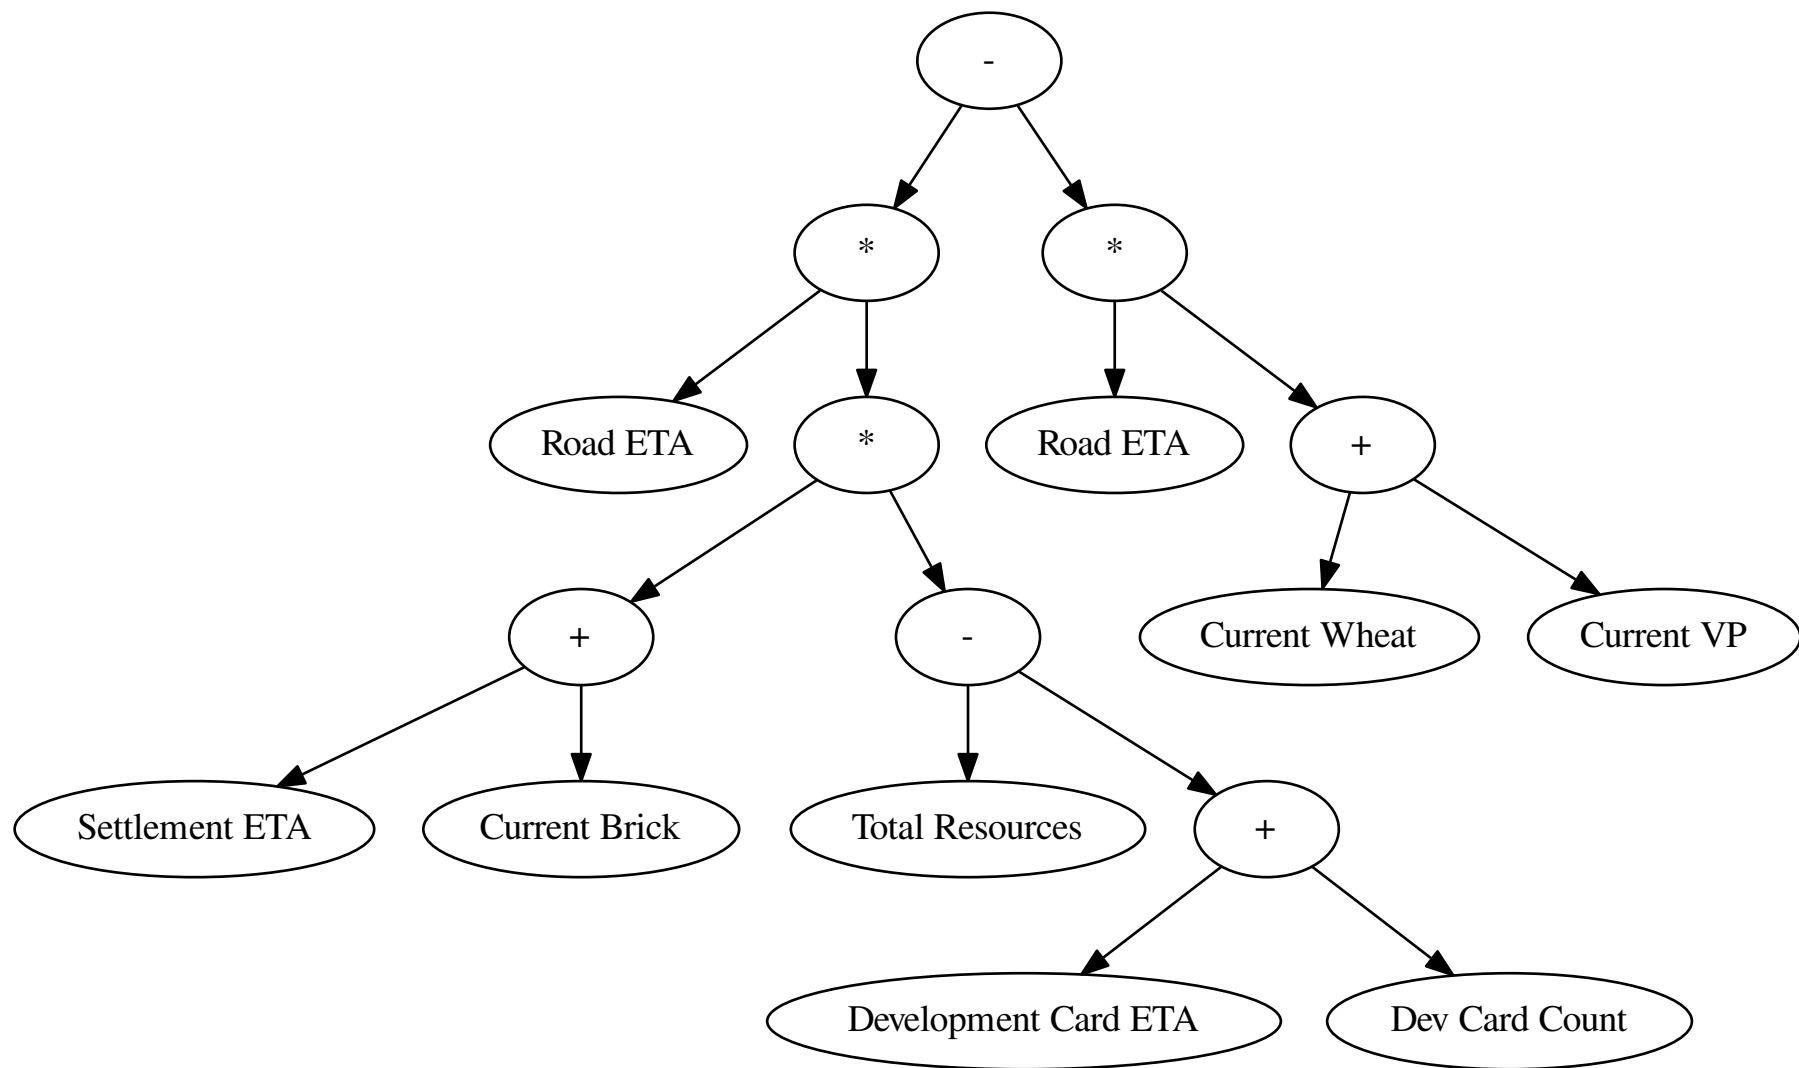 -
*
*
Road ETA
*
Road ETA
+
+
-
Current Wheat
Current VP
Settlement ETA
Current Brick
Total Resources
+
Development Card ETA
Dev Card Count